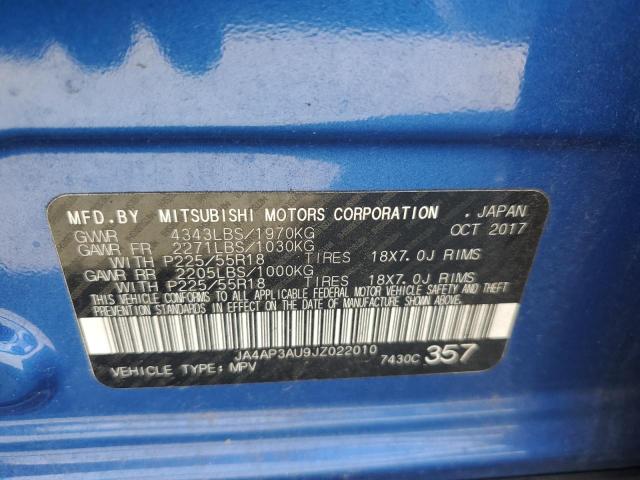 MFD.BY MITSUBISHI MOTORS CORPORATION . JAPAN
GVWR 4343LBS/1970KG OCT 2017
GAWR FR 2271LBS/1030KG
WITH P225/55R18 TIRES 18X7.0J RIMS
GAWR RR 2205LBS/1000KG
WITH P225/55R18 TIRES 18X7.0J RIMS
THIS VEHICLE CONFORMS TO ALL APPLICABLE FEDERAL MOTOR VEHICLE SAFETY AND THEFT
PREVENTION STANDARDS IN EFFECT ON THE DATE OF MANUFACTURE SHOWN ABOVE.
JA4AP3AU9JZ022010
VEHICLE TYPE: MPV 7430C 357